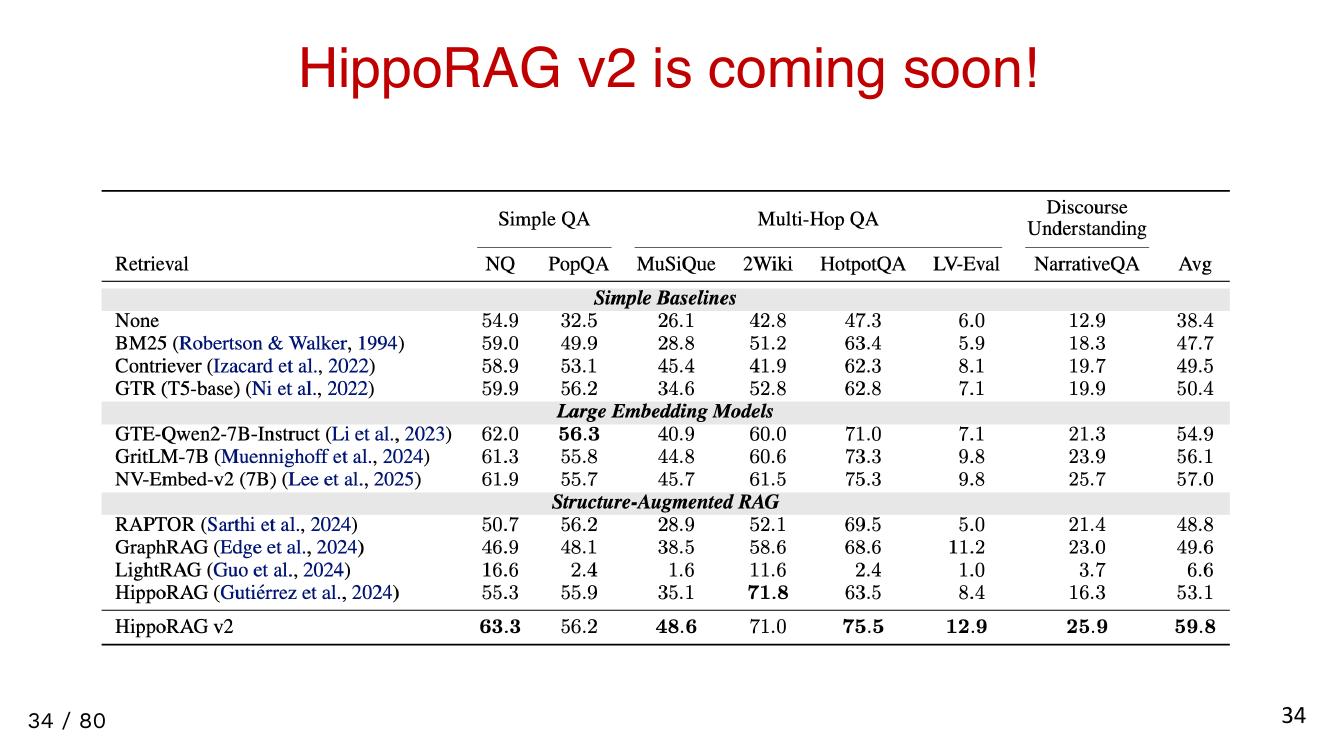 HippoRAG v2 is coming soon!
Simple QA Multi-Hop QA Discourse Understanding
Retrieval NQ PopQA MuSiQue 2Wiki HotpotQA LV-Eval NarrativeQA Avg
Simple Baselines
None 54.9 32.5 26.1 42.8 47.3 6.0 12.9 38.4
BM25 (Robertson & Walker, 1994) 59.0 49.9 28.8 51.2 63.4 5.9 18.3 47.7
Contriever (Izacard et al., 2022) 58.9 53.1 45.4 41.9 62.3 8.1 19.7 49.5
GTR (T5-base) (Ni et al., 2022) 59.9 56.2 34.6 52.8 62.8 7.1 19.9 50.4
Large Embedding Models
GTE-Qwen2-7B-Instruct (Li et al., 2023) 62.0 56.3 40.9 60.0 71.0 7.1 21.3 54.9
GritLM-7B (Muennighoff et al., 2024) 61.3 55.8 44.8 60.6 73.3 9.8 23.9 56.1
NV-Embed-v2 (7B) (Lee et al., 2025) 61.9 55.7 45.7 61.5 75.3 9.8 25.7 57.0
Structure-Augmented RAG
RAPTOR (Sarthi et al., 2024) 50.7 56.2 28.9 52.1 69.5 5.0 21.4 48.8
GraphRAG (Edge et al., 2024) 46.9 48.1 38.5 58.6 68.6 11.2 23.0 49.6
LightRAG (Guo et al., 2024) 16.6 2.4 1.6 11.6 2.4 1.0 3.7 6.6
HippoRAG (Gutiérrez et al., 2024) 55.3 55.9 35.1 71.8 63.5 8.4 16.3 53.1
HippoRAG v2 63.3 56.2 48.6 71.0 75.5 12.9 25.9 59.8
34 / 80
34